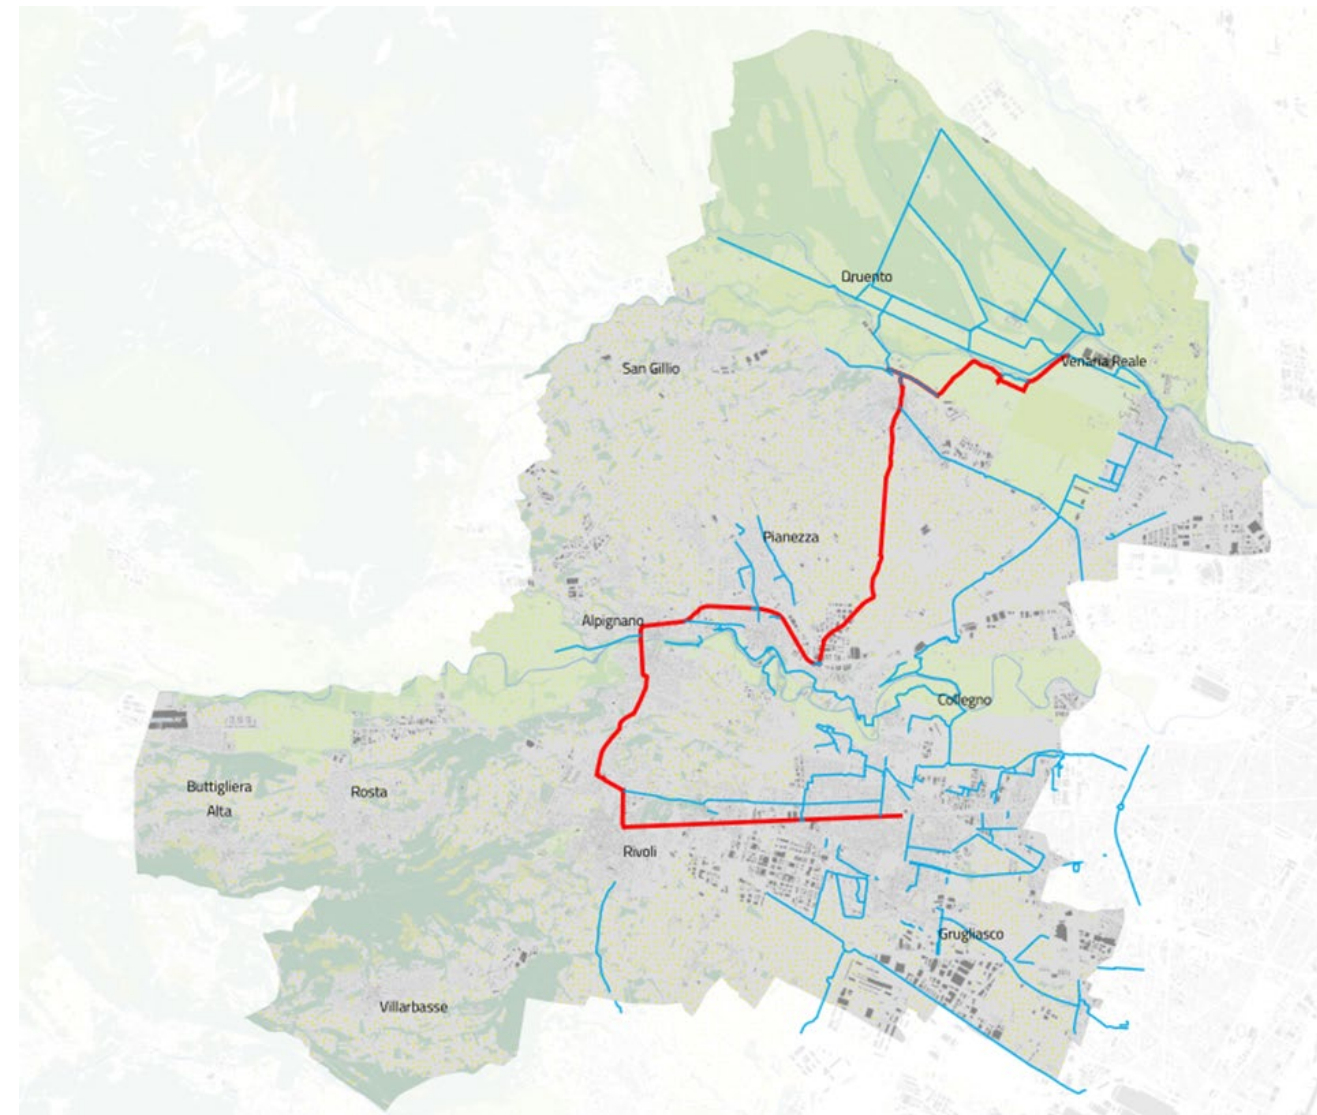 Druento
Venaria Reale
San Gillio
Pianezza
Alpignano
Collegno
Buttigliera
Alta
Rosta
Rivoli
Grugliasco
Villarbasse